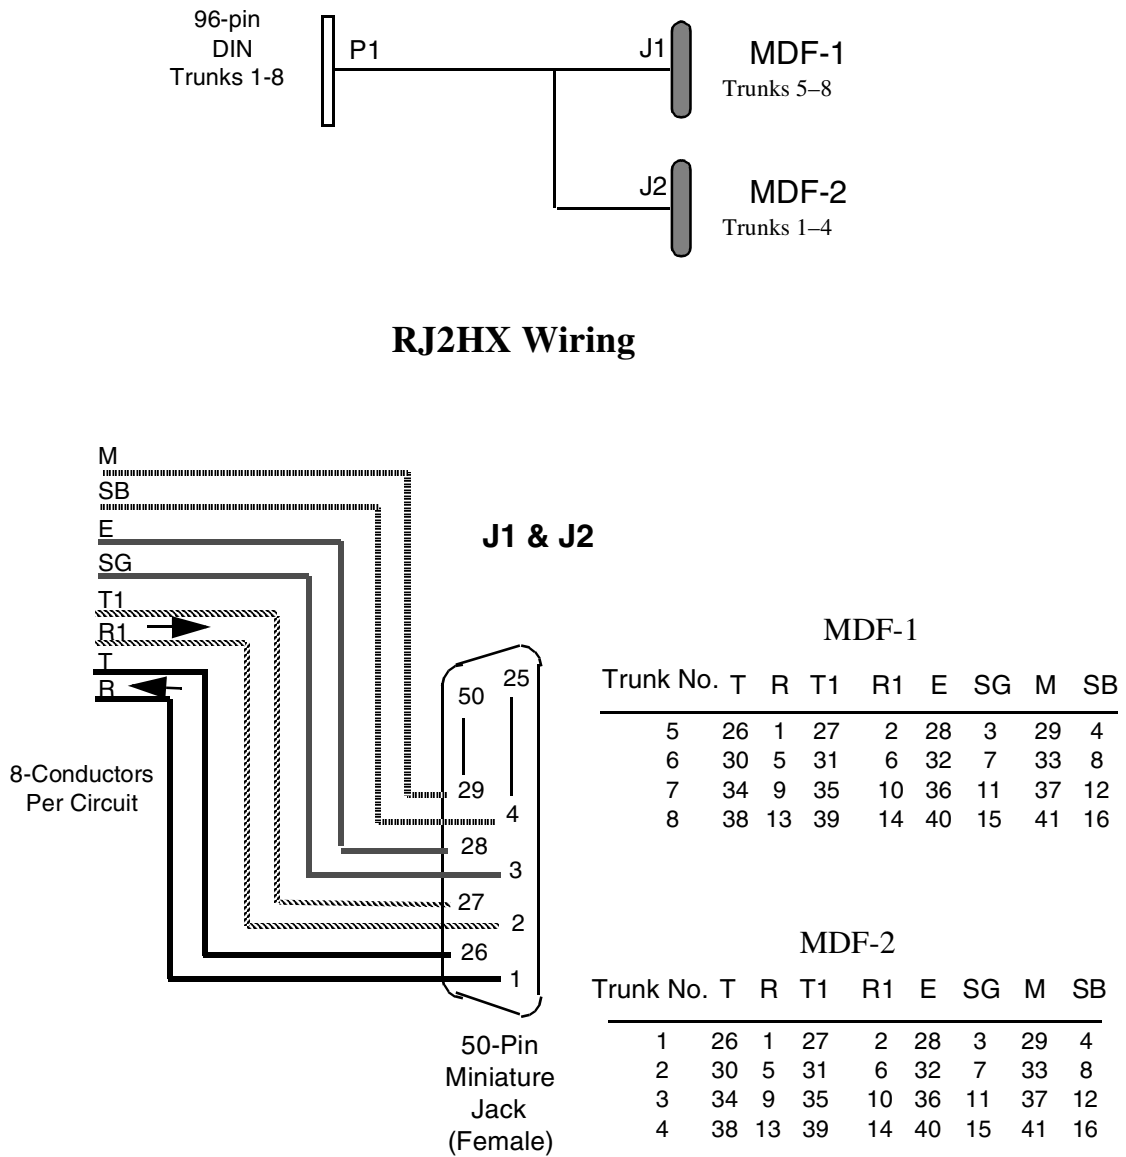 96-pin
DIN
Trunks 1-8
P1
J1
MDF-1
Trunks 5–8
J2
MDF-2
Trunks 1–4
RJ2HX Wiring
M
SB
E
SG
T1
R1
T
R
8-Conductors
Per Circuit
J1 & J2
25
50
29
4
28
3
27
2
26
1
50-Pin
Miniature
Jack
(Female)
MDF-1
Trunk No. T R T1 R1 E SG M SB
5 26 1 27 2 28 3 29 4
6 30 5 31 6 32 7 33 8
7 34 9 35 10 36 11 37 12
8 38 13 39 14 40 15 41 16
MDF-2
Trunk No. T R T1 R1 E SG M SB
1 26 1 27 2 28 3 29 4
2 30 5 31 6 32 7 33 8
3 34 9 35 10 36 11 37 12
4 38 13 39 14 40 15 41 16